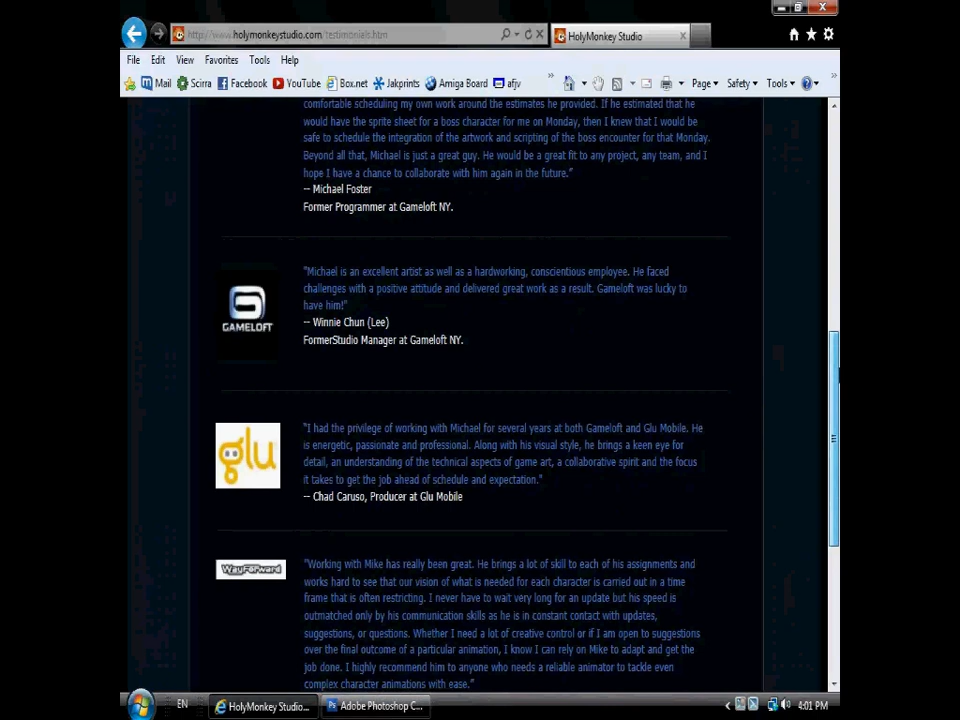 http://www.holymonkeystudio.com/testimoniels.htm
HolyMonkey Studio
File Edit View Favorites Tools Help
Mail Scirra Facebook YouTube Box.net Jakprints Amiga Board afjv » Page Safety Tools »
comfortable scheduling my own work around the estimates he provided. If he estimated that he
would have the sprite sheet for a boss character for me on Monday, then I knew that I would be
safe to schedule the integration of the artwork and scripting of the boss encounter for that Monday.
Beyond all that, Michael is just a great guy. He would be a great fit to any project, any team, and I
hope I have a chance to collaborate with him again in the future."
-- Michael Foster
Former Programmer at Gameloft NY.
GAMELOFT
"Michael is an excellent artist as well as a hardworking, conscientious employee. He faced
challenges with a positive attitude and delivered great work as a result. Gameloft was lucky to
have him!"
-- Winnie Chun (Lee)
FormerStudio Manager at Gameloft NY.
glu
"I had the privilege of working with Michael for several years at both Gameloft and Glu Mobile. He
is energetic, passionate and professional. Along with his visual style, he brings a keen eye for
detail, an understanding of the technical aspects of game art, a collaborative spirit and the focus
it takes to get the job ahead of schedule and expectation."
-- Chad Caruso, Producer at Glu Mobile
WayForward
"Working with Mike has really been great. He brings a lot of skill to each of his assignments and
works hard to see that our vision of what is needed for each character is carried out in a time
frame that is often restricting. I never have to wait very long for an update but his speed is
outmatched only by his communication skills as he is in constant contact with updates,
suggestions, or questions. Whether I need a lot of creative control or if I am open to suggestions
over the final outcome of a particular animation, I know I can rely on Mike to adapt and get the
job done. I highly recommend him to anyone who needs a reliable animator to tackle even
complex character animations with ease."
EN HolyMonkey Studio... Adobe Photoshop C... 4:01 PM